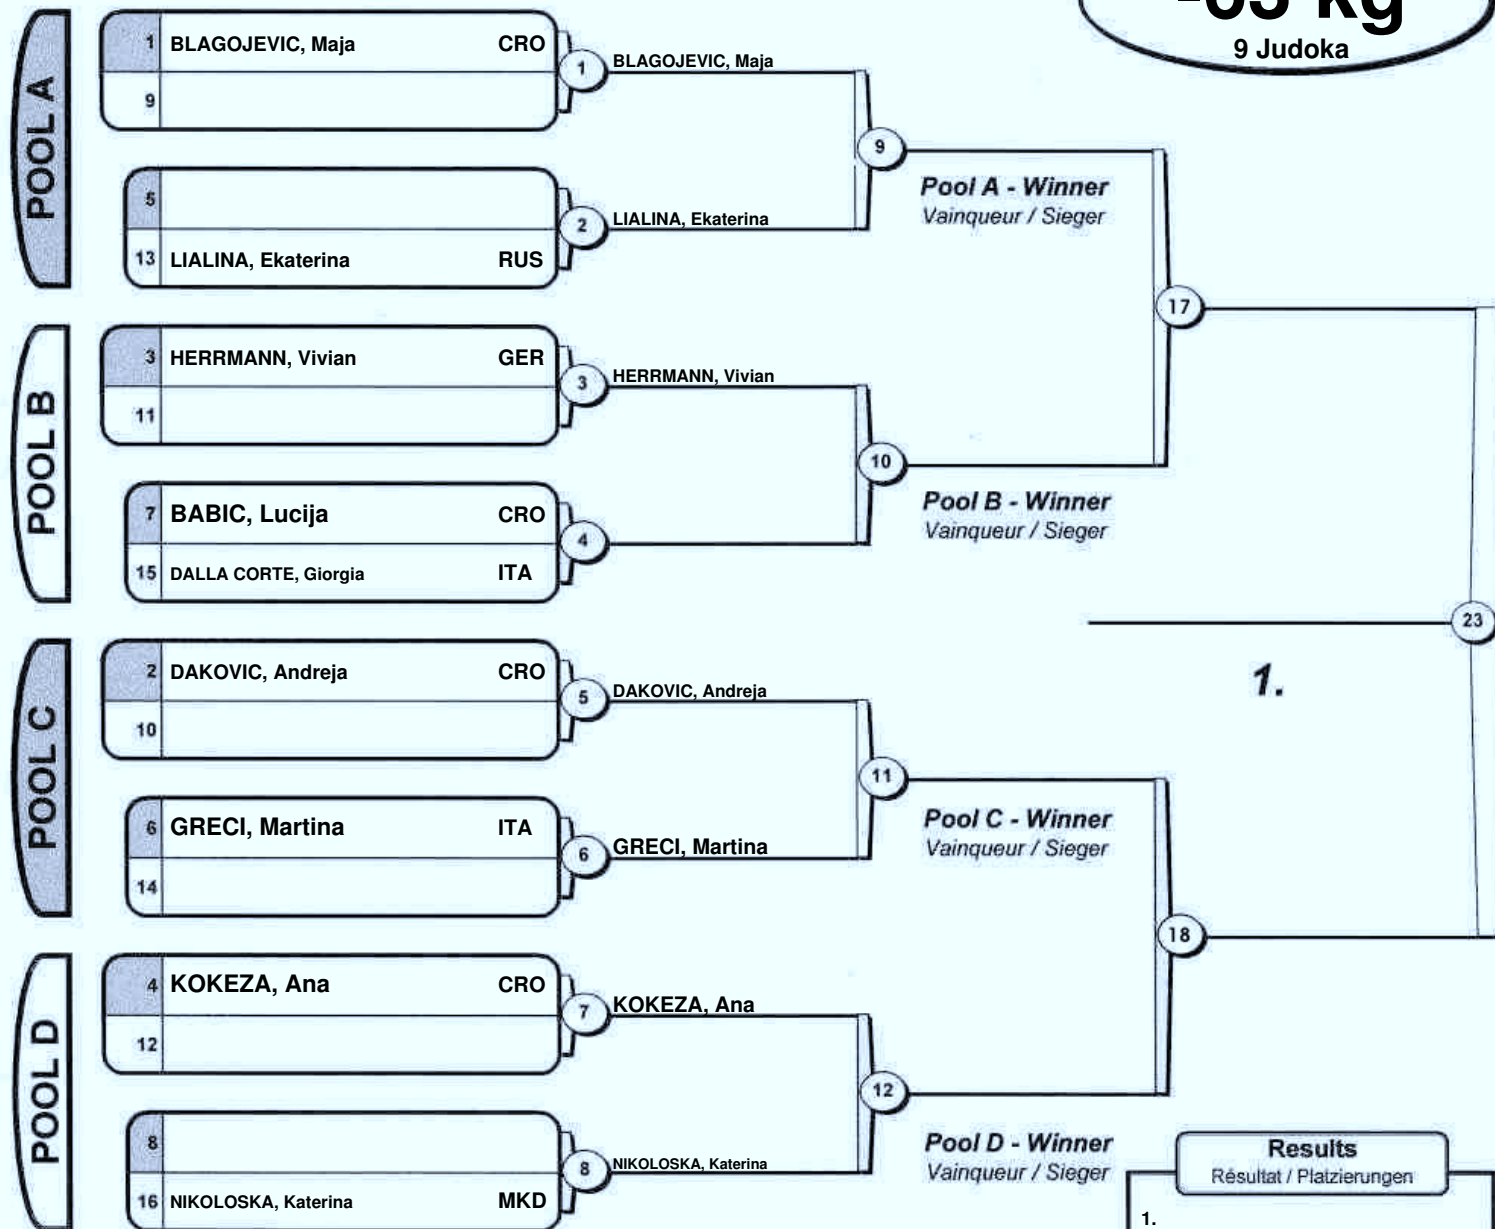 -63 kg
9 Judoka
POOL A
1 BLAGOJEVIC, Maja CRO
9
1 BLAGOJEVIC, Maja
5
13 LIALINA, Ekaterina RUS
2 LIALINA, Ekaterina
9
Pool A - Winner
Vainqueur / Sieger
17
POOL B
3 HERRMANN, Vivian GER
11
3 HERRMANN, Vivian
7 BABIC, Lucija CRO
15 DALLA CORTE, Giorgia ITA
4
10
Pool B - Winner
Vainqueur / Sieger
23
1.
POOL C
2 DAKOVIC, Andreja CRO
10
5 DAKOVIC, Andreja
6 GRECI, Martina ITA
14
6 GRECI, Martina
11
Pool C - Winner
Vainqueur / Sieger
18
POOL D
4 KOKEZA, Ana CRO
12
7 KOKEZA, Ana
8
16 NIKOLOSKA, Katerina MKD
8 NIKOLOSKA, Katerina
12
Pool D - Winner
Vainqueur / Sieger
Results
Résultat / Platzierungen
1.